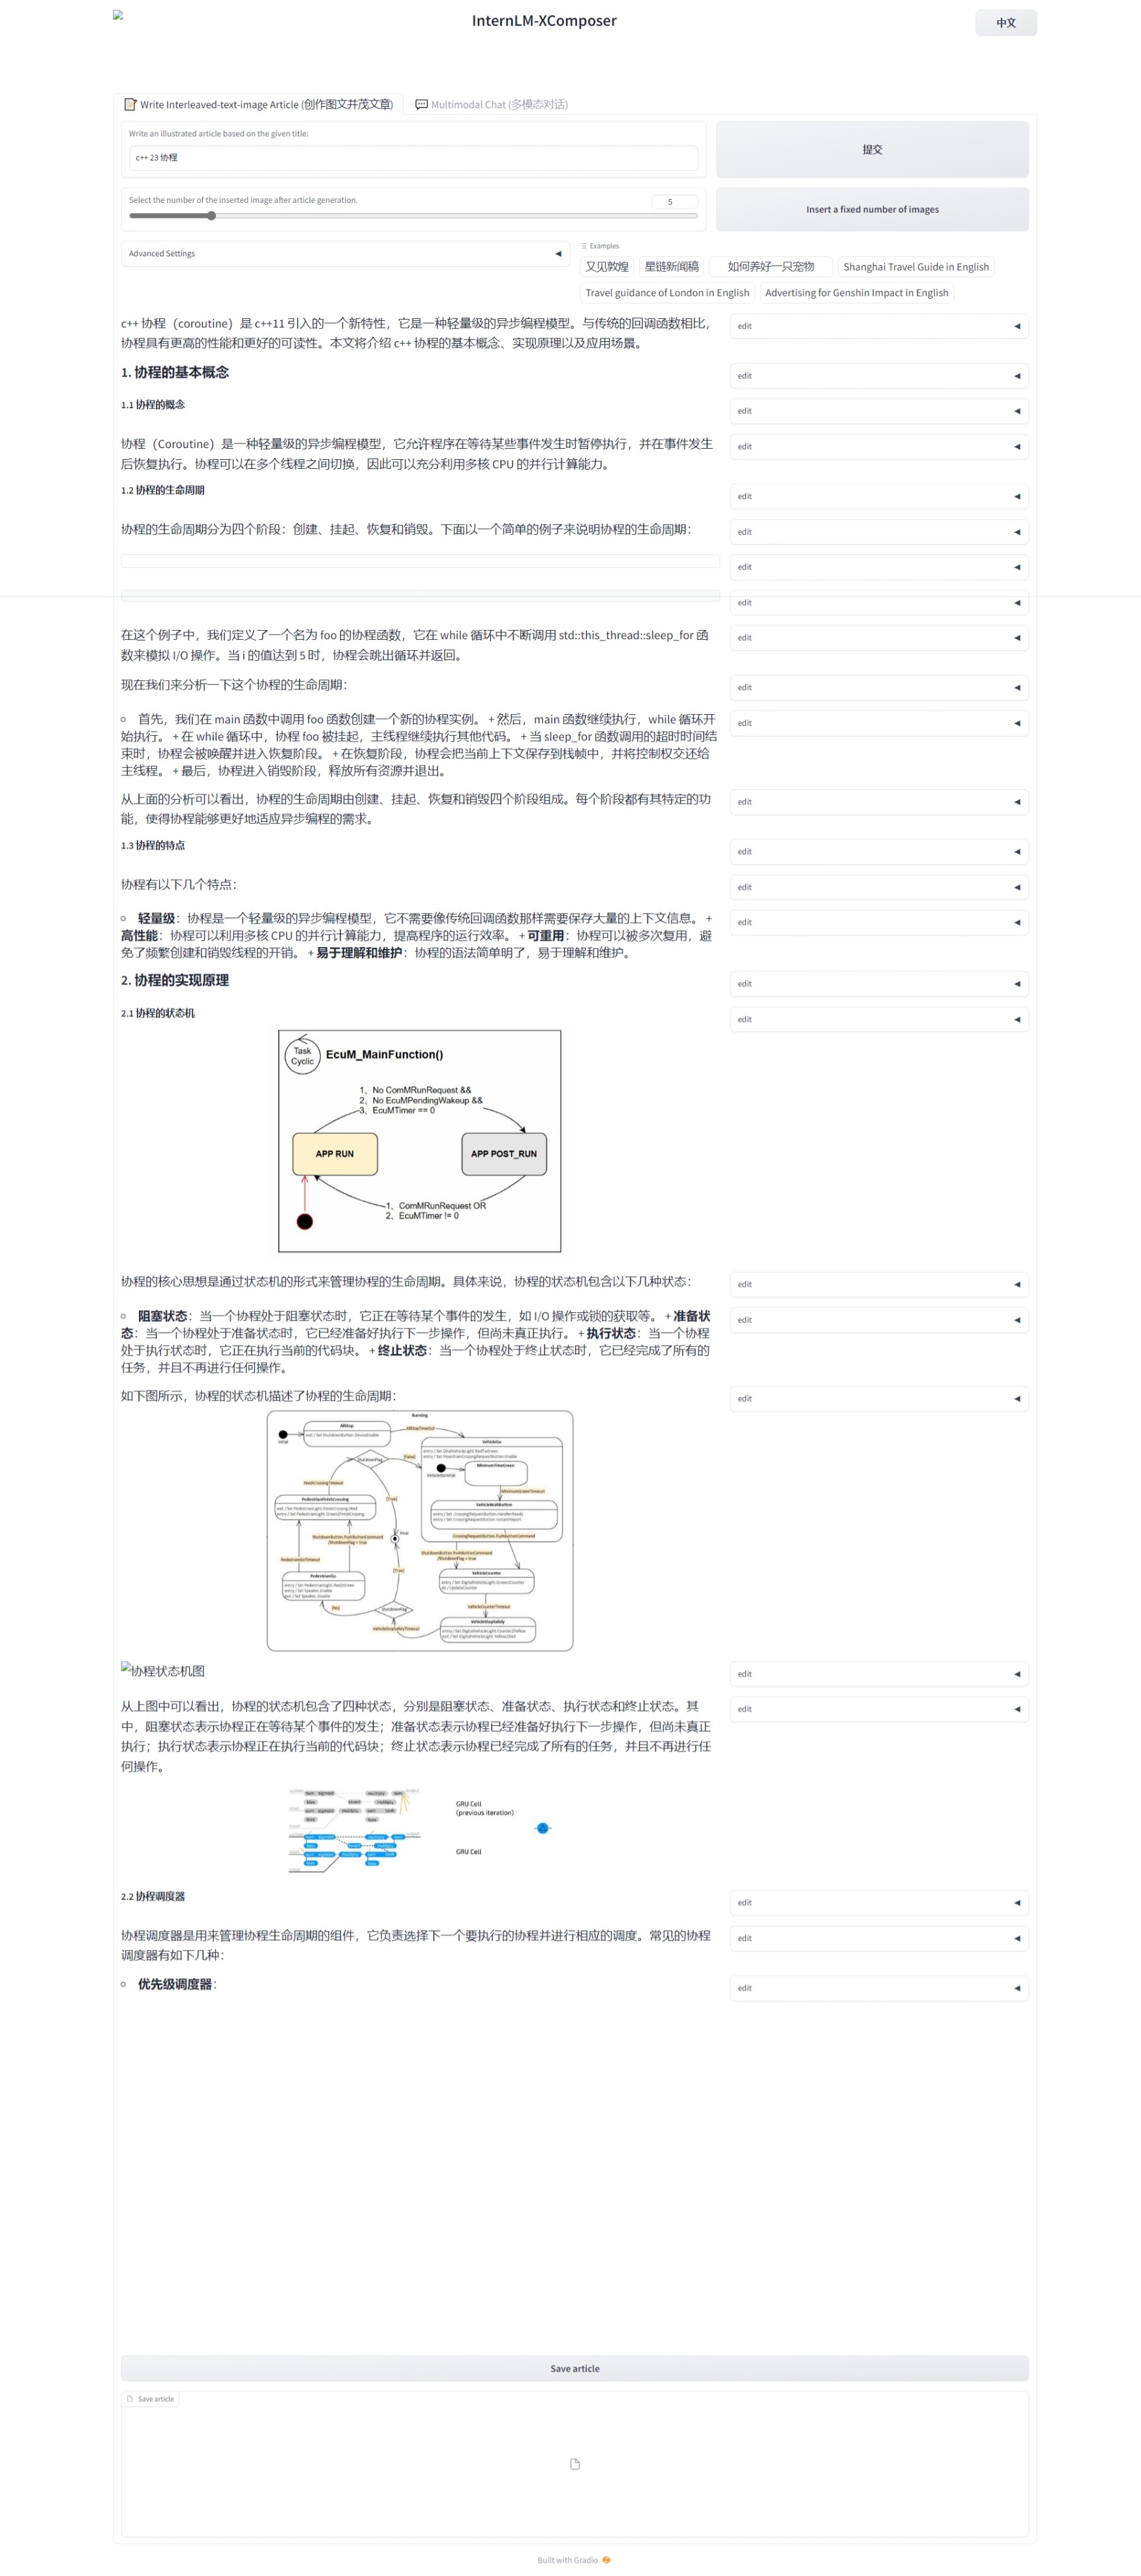 InternLM-XComposer
中文
Write Interleaved-text-image Article (创作图文并茂文章)
Multimodal Chat (多模态对话)
Write an illustrated article based on the given title:
c++ 23 协程
提交
Select the number of the inserted image after article generation.
5
Insert a fixed number of images
Advanced Settings
Examples
又见敦煌
星链新闻稿
如何养好一只宠物
Shanghai Travel Guide in English
Travel guidance of London in English
Advertising for Genshin Impact in English
c++ 协程（coroutine）是 c++11 引入的一个新特性，它是一种轻量级的异步编程模型。与传统的回调函数相比，
协程具有更高的性能和更好的可读性。本文将介绍 c++ 协程的基本概念、实现原理以及应用场景。
edit
1. 协程的基本概念
edit
1.1 协程的概念
edit
协程（Coroutine）是一种轻量级的异步编程模型，它允许程序在等待某些事件发生时暂停执行，并在事件发生
后恢复执行。协程可以在多个线程之间切换，因此可以充分利用多核 CPU 的并行计算能力。
edit
1.2 协程的生命周期
edit
协程的生命周期分为四个阶段：创建、挂起、恢复和销毁。下面以一个简单的例子来说明协程的生命周期：
edit
edit
edit
在这个例子中，我们定义了一个名为 foo 的协程函数，它在 while 循环中不断调用 std::this_thread::sleep_for 函
数来模拟 I/O 操作。当 i 的值达到 5 时，协程会跳出循环并返回。
edit
现在我们来分析一下这个协程的生命周期：
edit
首先，我们在 main 函数中调用 foo 函数创建一个新的协程实例。 + 然后，main 函数继续执行，while 循环开
始执行。 + 在 while 循环中，协程 foo 被挂起，主线程继续执行其他代码。 + 当 sleep_for 函数调用的超时时间结
束时，协程会被唤醒并进入恢复阶段。 + 在恢复阶段，协程会把当前上下文保存到栈帧中，并将控制权交还给
主线程。 + 最后，协程进入销毁阶段，释放所有资源并退出。
edit
从上面的分析可以看出，协程的生命周期由创建、挂起、恢复和销毁四个阶段组成。每个阶段都有其特定的功
能，使得协程能够更好地适应异步编程的需求。
edit
1.3 协程的特点
edit
协程有以下几个特点：
edit
轻量级：协程是一个轻量级的异步编程模型，它不需要像传统回调函数那样需要保存大量的上下文信息。 +
高性能：协程可以利用多核 CPU 的并行计算能力，提高程序的运行效率。 + 可重用：协程可以被多次复用，避
免了频繁创建和销毁线程的开销。 + 易于理解和维护：协程的语法简单明了，易于理解和维护。
edit
2. 协程的实现原理
edit
2.1 协程的状态机
edit
Task
Cyclic
EcuM_MainFunction()
1、No ComMRunRequest &&
2、No EcuMPendingWakeup &&
3、EcuMTimer == 0
APP RUN
APP POST_RUN
1、ComMRunRequest OR
2、EcuMTimer != 0
协程的核心思想是通过状态机的形式来管理协程的生命周期。具体来说，协程的状态机包含以下几种状态：
edit
阻塞状态：当一个协程处于阻塞状态时，它正在等待某个事件的发生，如 I/O 操作或锁的获取等。 + 准备状
态：当一个协程处于准备状态时，它已经准备好执行下一步操作，但尚未真正执行。 + 执行状态：当一个协程
处于执行状态时，它正在执行当前的代码块。 + 终止状态：当一个协程处于终止状态时，它已经完成了所有的
任务，并且不再进行任何操作。
edit
如下图所示，协程的状态机描述了协程的生命周期：
edit
Running
VehicleCounter
VehicleStopSafely
[True]
[True]
协程状态机图
edit
从上图中可以看出，协程的状态机包含了四种状态，分别是阻塞状态、准备状态、执行状态和终止状态。其
中，阻塞状态表示协程正在等待某个事件的发生；准备状态表示协程已经准备好执行下一步操作，但尚未真正
执行；执行状态表示协程正在执行当前的代码块；终止状态表示协程已经完成了所有的任务，并且不再进行任
何操作。
edit
GRU Cell
(previous iteration)
GRU Cell
2.2 协程调度器
edit
协程调度器是用来管理协程生命周期的组件，它负责选择下一个要执行的协程并进行相应的调度。常见的协程
调度器有如下几种：
edit
优先级调度器：
edit
Save article
Save article
Built with Gradio